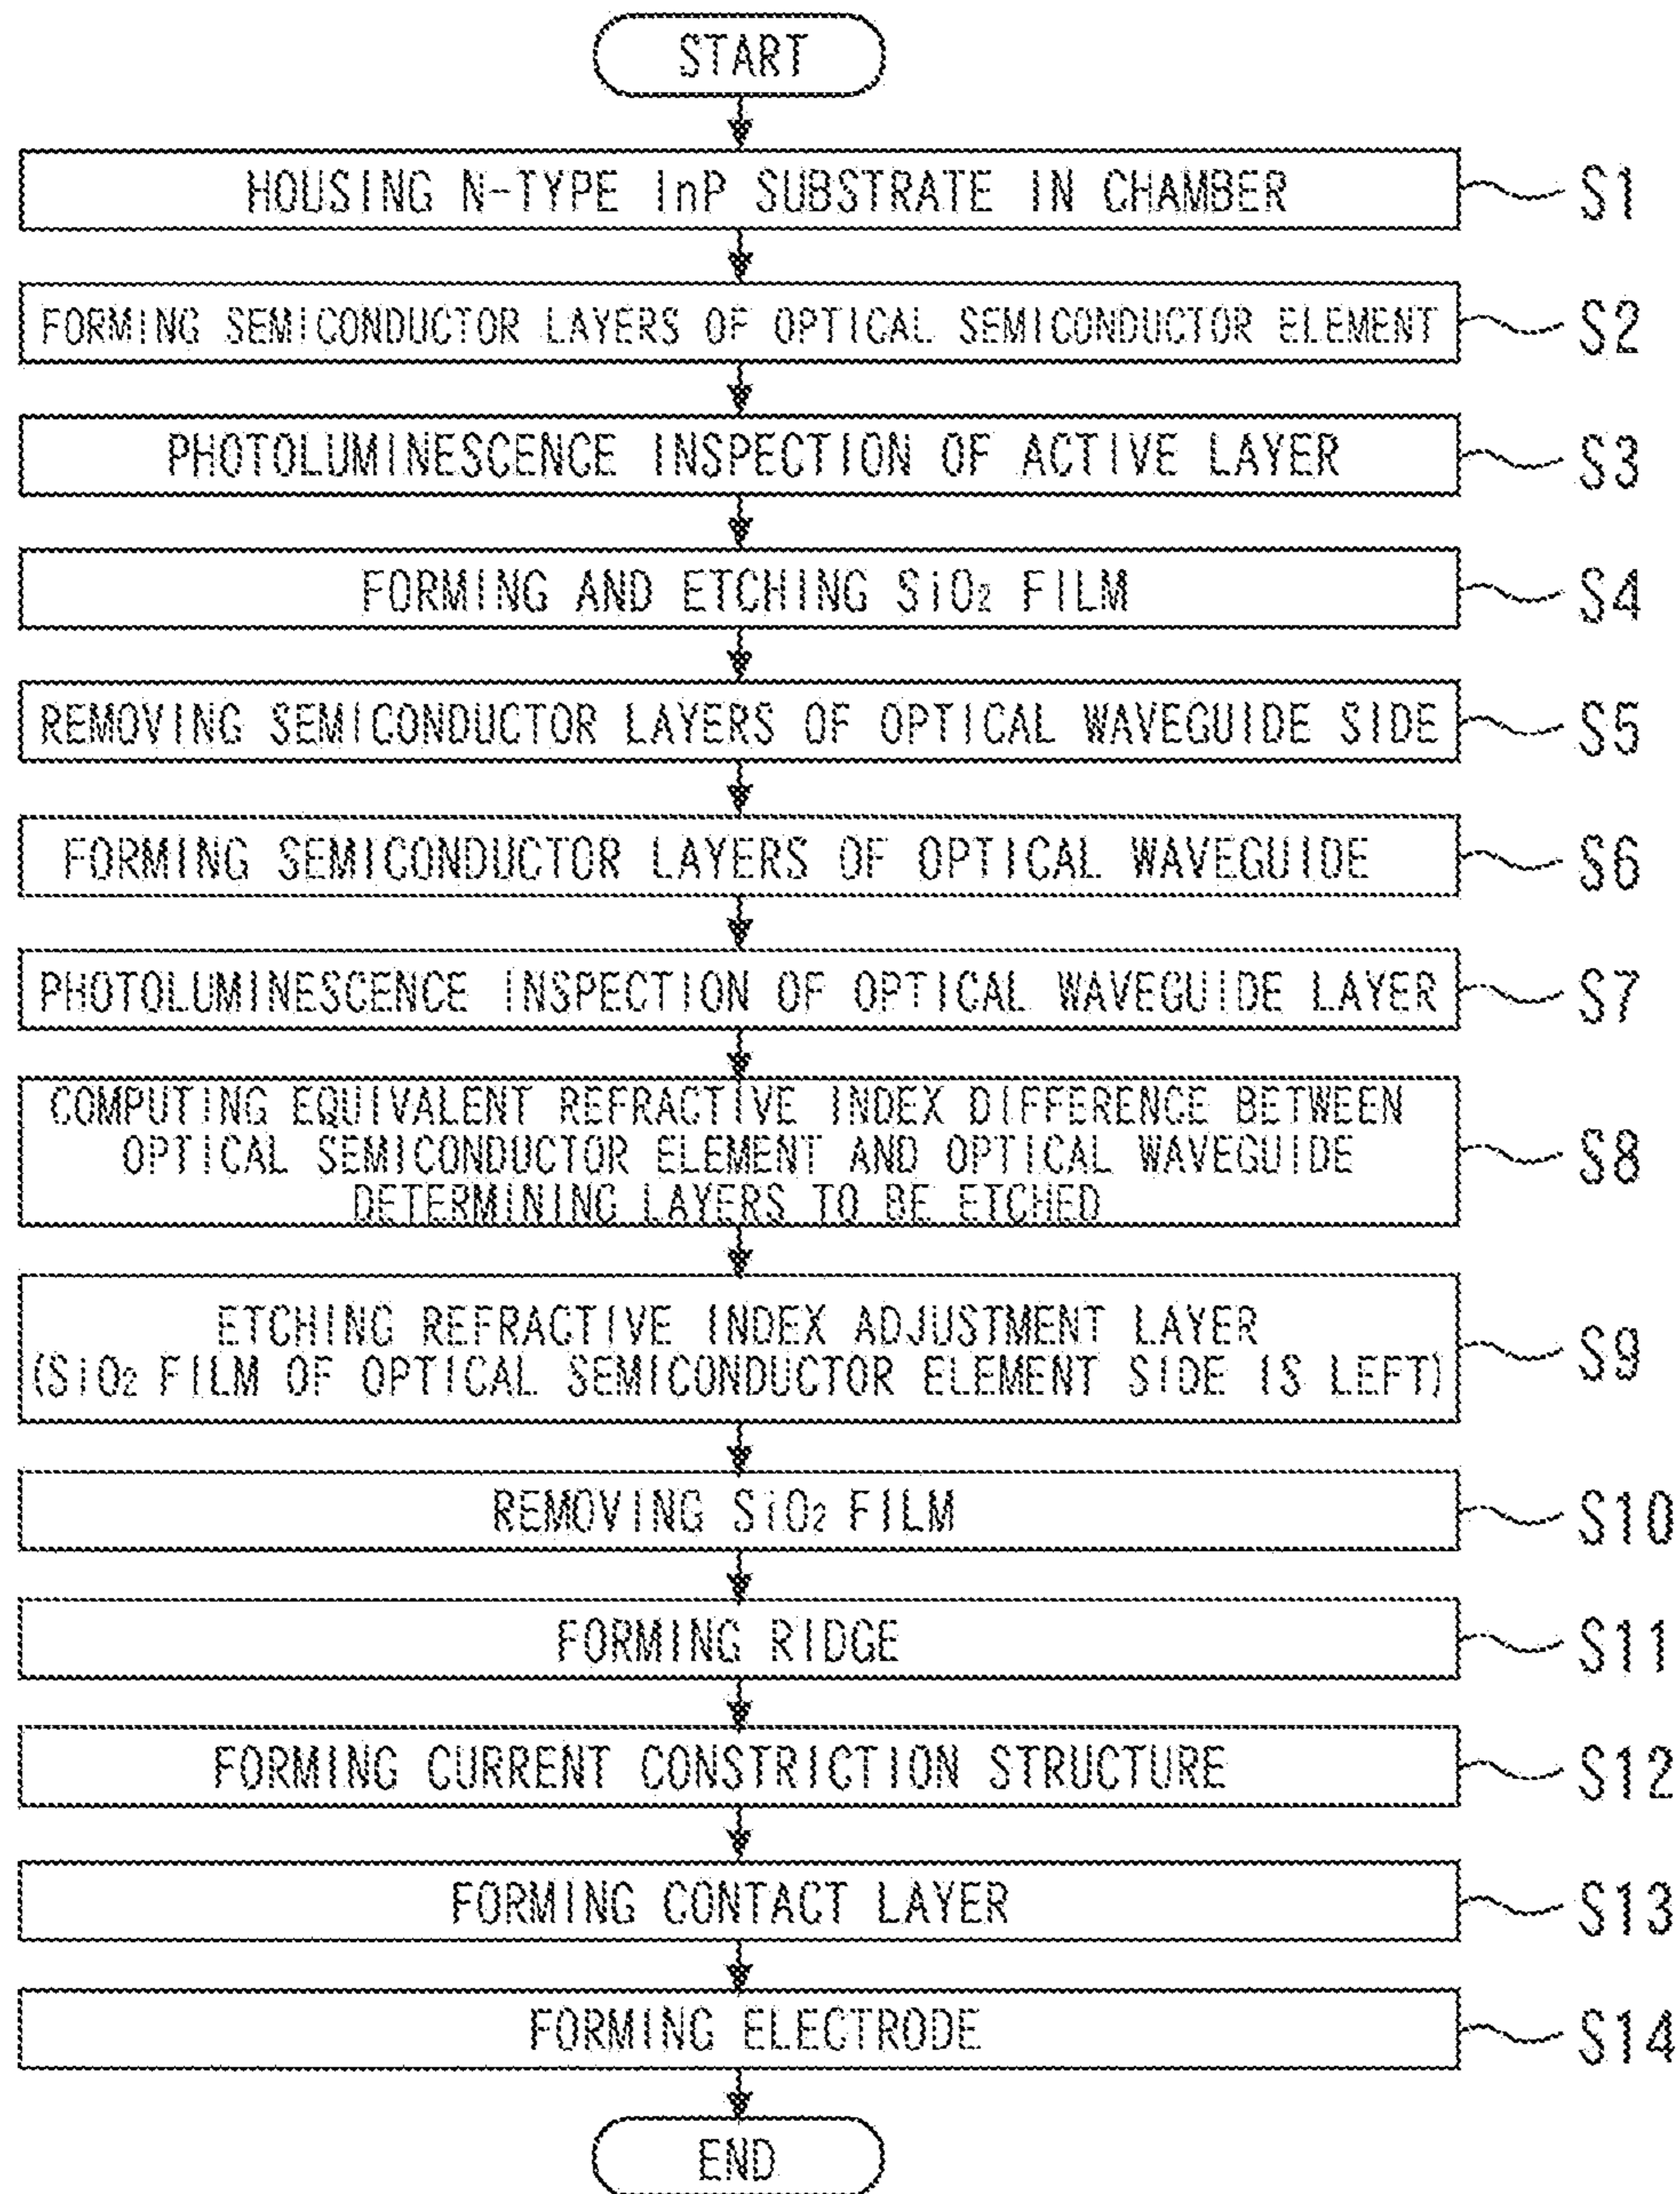 START
HOUSING N-TYPE InP SUBSTRATE IN CHAMBER
S1
FORMING SEMICONDUCTOR LAYERS OF OPTICAL SEMICONDUCTOR ELEMENT
S2
PHOTOLUMINESCENCE INSPECTION OF ACTIVE LAYER
S3
FORMING AND ETCHING SiO₂ FILM
S4
REMOVING SEMICONDUCTOR LAYERS OF OPTICAL WAVEGUIDE SIDE
S5
FORMING SEMICONDUCTOR LAYERS OF OPTICAL WAVEGUIDE
S6
PHOTOLUMINESCENCE INSPECTION OF OPTICAL WAVEGUIDE LAYER
S7
COMPUTING EQUIVALENT REFRACTIVE INDEX DIFFERENCE BETWEEN
OPTICAL SEMICONDUCTOR ELEMENT AND OPTICAL WAVEGUIDE
DETERMINING LAYERS TO BE ETCHED
S8
ETCHING REFRACTIVE INDEX ADJUSTMENT LAYER
(SiO₂ FILM OF OPTICAL SEMICONDUCTOR ELEMENT SIDE IS LEFT)
S9
REMOVING SiO₂ FILM
S10
FORMING RIDGE
S11
FORMING CURRENT CONSTRICTION STRUCTURE
S12
FORMING CONTACT LAYER
S13
FORMING ELECTRODE
S14
END